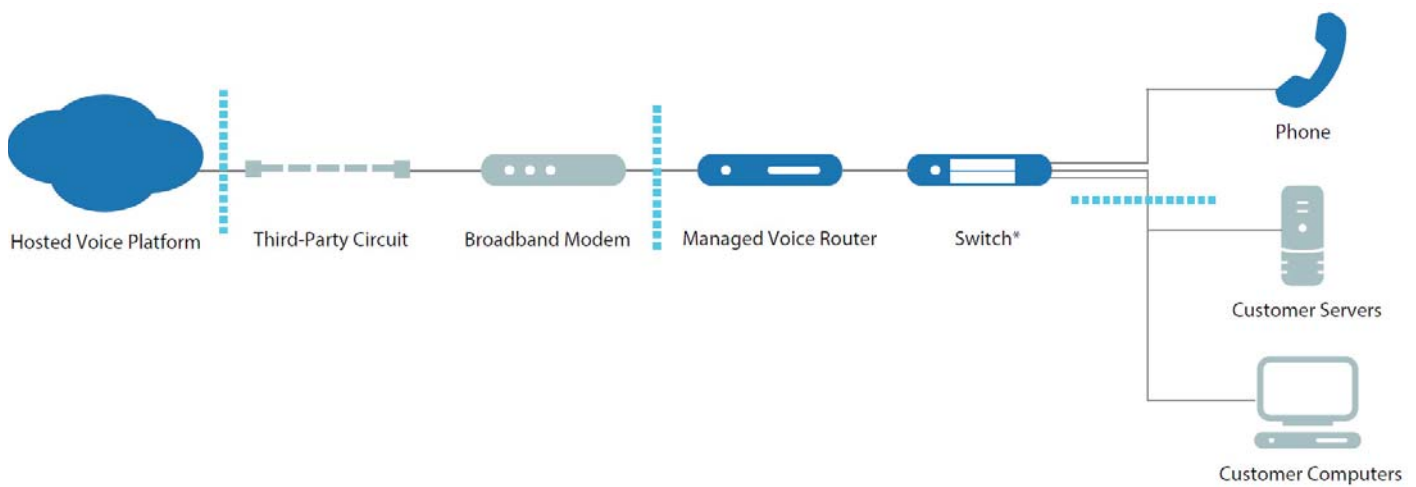 Phone
Hosted Voice Platform
Third-Party Circuit
Broadband Modem
Managed Voice Router
Switch*
Customer Servers
Customer Computers